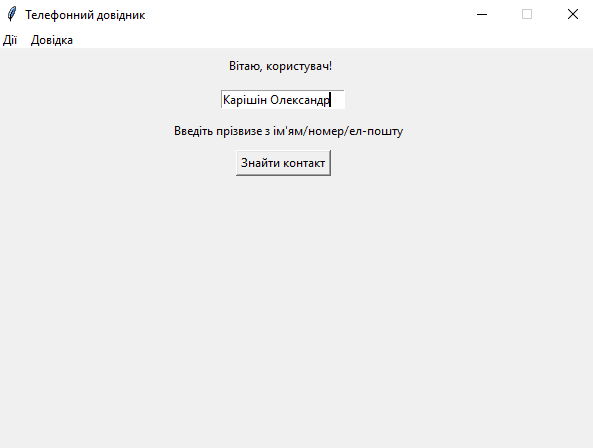 Телефонний довідник
Дії Довідка
Вітаю, користувач!
Карішін Олександр
Введіть прізвизе з ім'ям/номер/ел-пошту
Знайти контакт